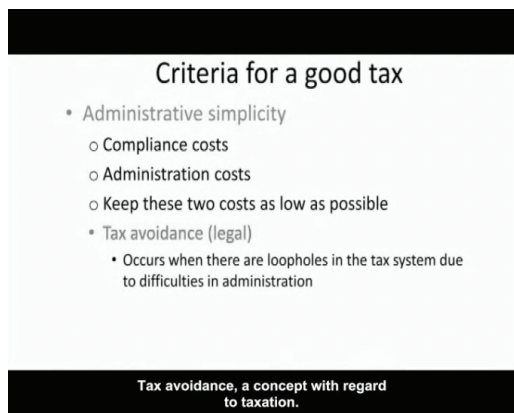 Criteria for a good tax
• Administrative simplicity
o Compliance costs
o Administration costs
o Keep these two costs as low as possible
• Tax avoidance (legal)
• Occurs when there are loopholes in the tax system due
to difficulties in administration
Tax avoidance, a concept with regard
to taxation.